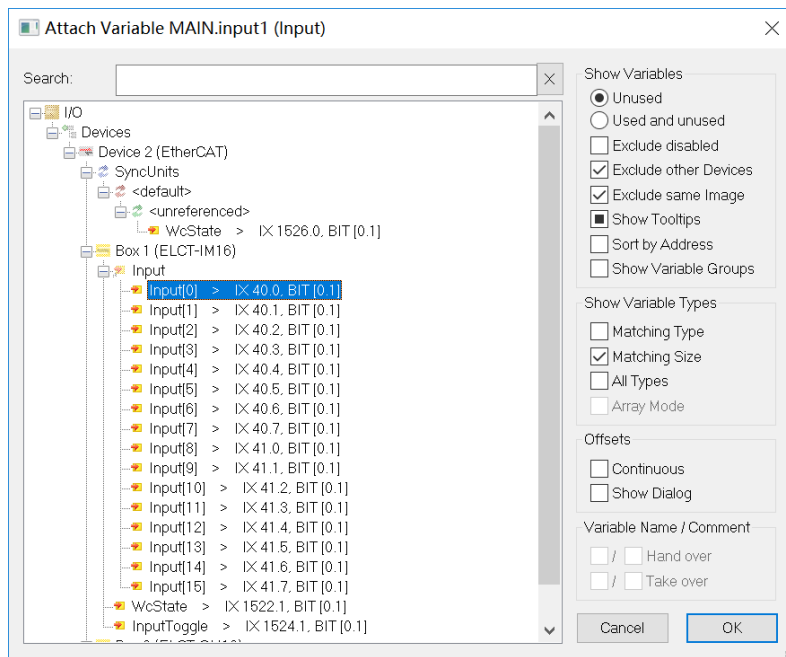 Attach Variable MAIN.input1 (Input)
Search:
I/O
Devices
Device 2 (EtherCAT)
SyncUnits
<default>
<unreferenced>
WcState > IX 1526.0, BIT [0.1]
Box 1 (ELCT-IM16)
Input
Input[0] > IX 40.0, BIT [0.1]
Input[1] > IX 40.1, BIT [0.1]
Input[2] > IX 40.2, BIT [0.1]
Input[3] > IX 40.3, BIT [0.1]
Input[4] > IX 40.4, BIT [0.1]
Input[5] > IX 40.5, BIT [0.1]
Input[6] > IX 40.6, BIT [0.1]
Input[7] > IX 40.7, BIT [0.1]
Input[8] > IX 41.0, BIT [0.1]
Input[9] > IX 41.1, BIT [0.1]
Input[10] > IX 41.2, BIT [0.1]
Input[11] > IX 41.3, BIT [0.1]
Input[12] > IX 41.4, BIT [0.1]
Input[13] > IX 41.5, BIT [0.1]
Input[14] > IX 41.6, BIT [0.1]
Input[15] > IX 41.7, BIT [0.1]
WcState > IX 1522.1, BIT [0.1]
InputToggle > IX 1524.1, BIT [0.1]
Show Variables
Unused
Used and unused
Exclude disabled
Exclude other Devices
Exclude same Image
Show Tooltips
Sort by Address
Show Variable Groups
Show Variable Types
Matching Type
Matching Size
All Types
Array Mode
Offsets
Continuous
Show Dialog
Variable Name / Comment
/ Hand over
/ Take over
Cancel
OK